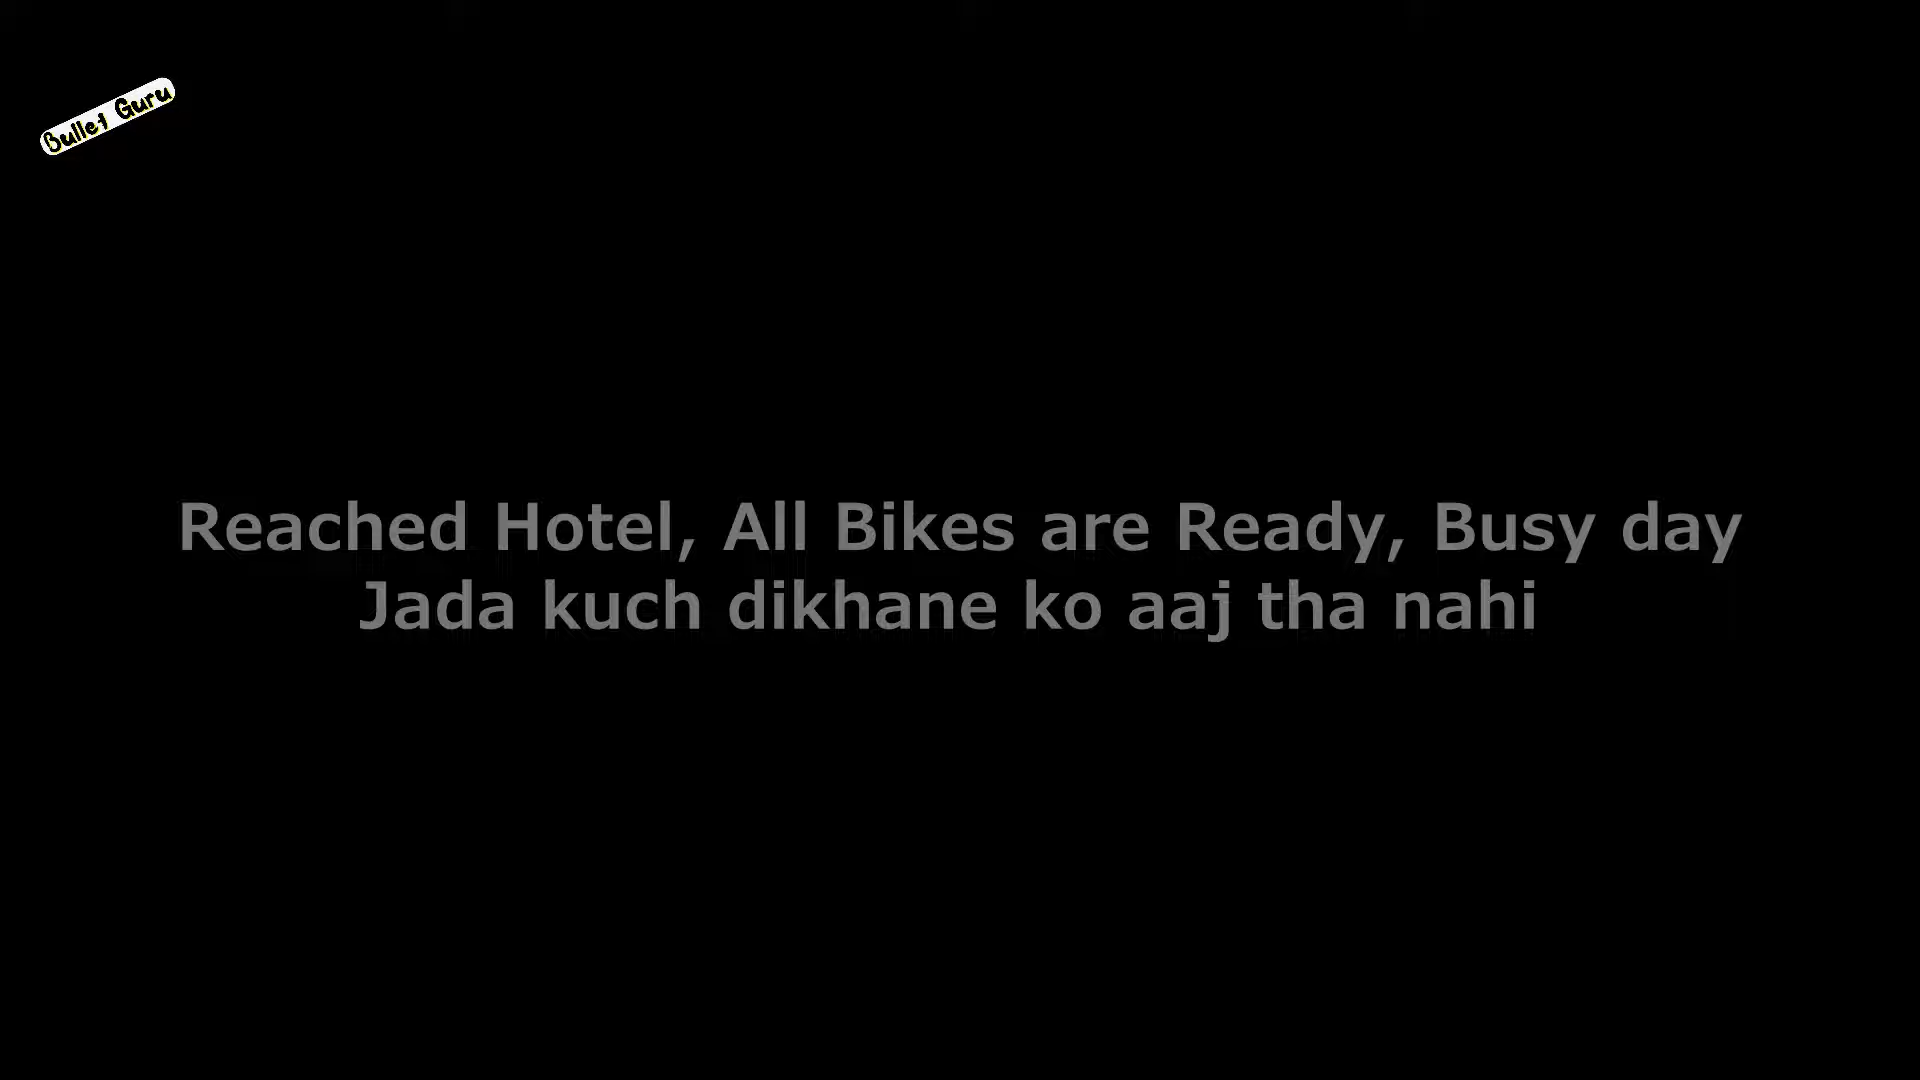 Bullet Guru
Reached Hotel, All Bikes are Ready, Busy day
Jada kuch dikhane ko aaj tha nahi